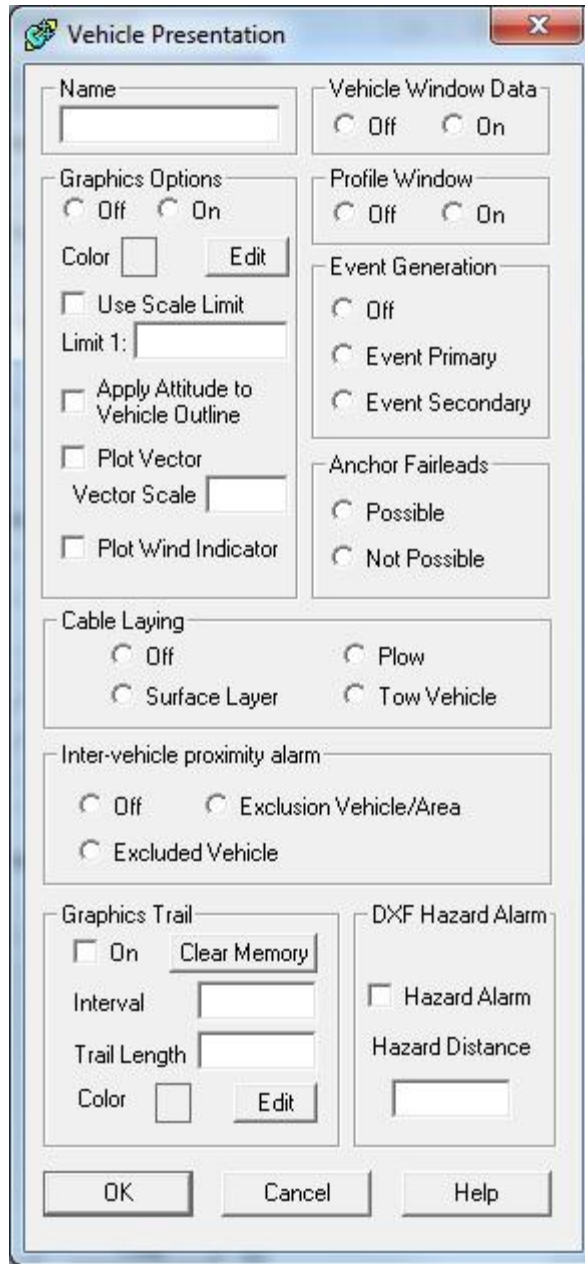 Vehicle Presentation
Name
Vehicle Window Data
Off On
Graphics Options
Off On
Color Edit
Use Scale Limit
Limit 1:
Apply Attitude to
Vehicle Outline
Plot Vector
Vector Scale
Plot Wind Indicator
Profile Window
Off On
Event Generation
Off
Event Primary
Event Secondary
Anchor Fairleads
Possible
Not Possible
Cable Laying
Off Plow
Surface Layer Tow Vehicle
Inter-vehicle proximity alarm
Off Exclusion Vehicle/Area
Excluded Vehicle
Graphics Trail
On Clear Memory
Interval
Trail Length
Color Edit
DXF Hazard Alarm
Hazard Alarm
Hazard Distance
OK Cancel Help